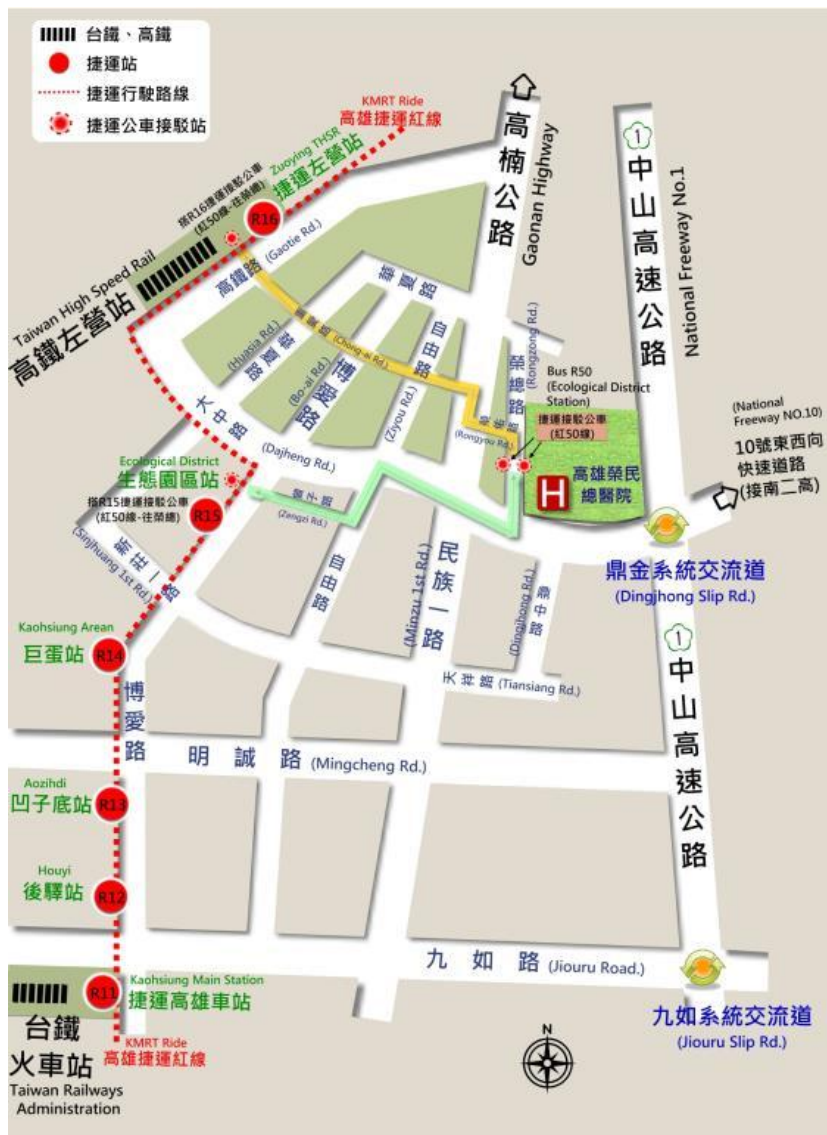 台鐵、高鐵
捷運站
捷運行駛路線
捷運公車接駁站
KMRT Ride
高雄捷運紅線
Zuoying THSR
捷運左營站
搭R16捷運接駁公車
(紅50線-往榮總)
R16
Taiwan High Speed Rail
高鐵左營站
高鐵路 (Gaotie Rd.)
高楠公路
Gaonan Highway
1
中山高速公路
National Freeway No.1
華夏路
(Huasia Rd.)
華夏路
(Chong-ai Rd.)
博愛路
(Bo-ai Rd.)
自由路
(Ziyou Rd.)
榮總路
(Rongzong Rd.)
榮佑路
(Rongyou Rd.)
大中路
(Dajheng Rd.)
Bus R50
(Ecological District
Station)
捷運接駁公車
(紅50線)
H
高雄榮民
總醫院
(National
Freeway NO.10)
10號東西向
快速道路
(接南二高)
Ecological District
生態園區站
搭R15捷運接駁公車
(紅50線-往榮總)
R15
(Zangzi Rd.)
新莊一路
(Sinjhuang 1st Rd.)
自由路
民族一路
(Minzu 1st Rd.)
鼎中路
(Dingjhong Rd.)
鼎金系統交流道
(Dingjhong Slip Rd.)
Kaohsiung Arean
巨蛋站
R14
天祥路 (Tiansiang Rd.)
1
中山高速公路
博愛路
明誠路 (Mingcheng Rd.)
Aozihdi
凹子底站
R13
Houyi
後驛站
R12
九如路 (Jiouru Road.)
R11
Kaohsiung Main Station
捷運高雄車站
台鐵
火車站
Taiwan Railways
Administration
KMRT Ride
高雄捷運紅線
九如系統交流道
(Jiouru Slip Rd.)
N